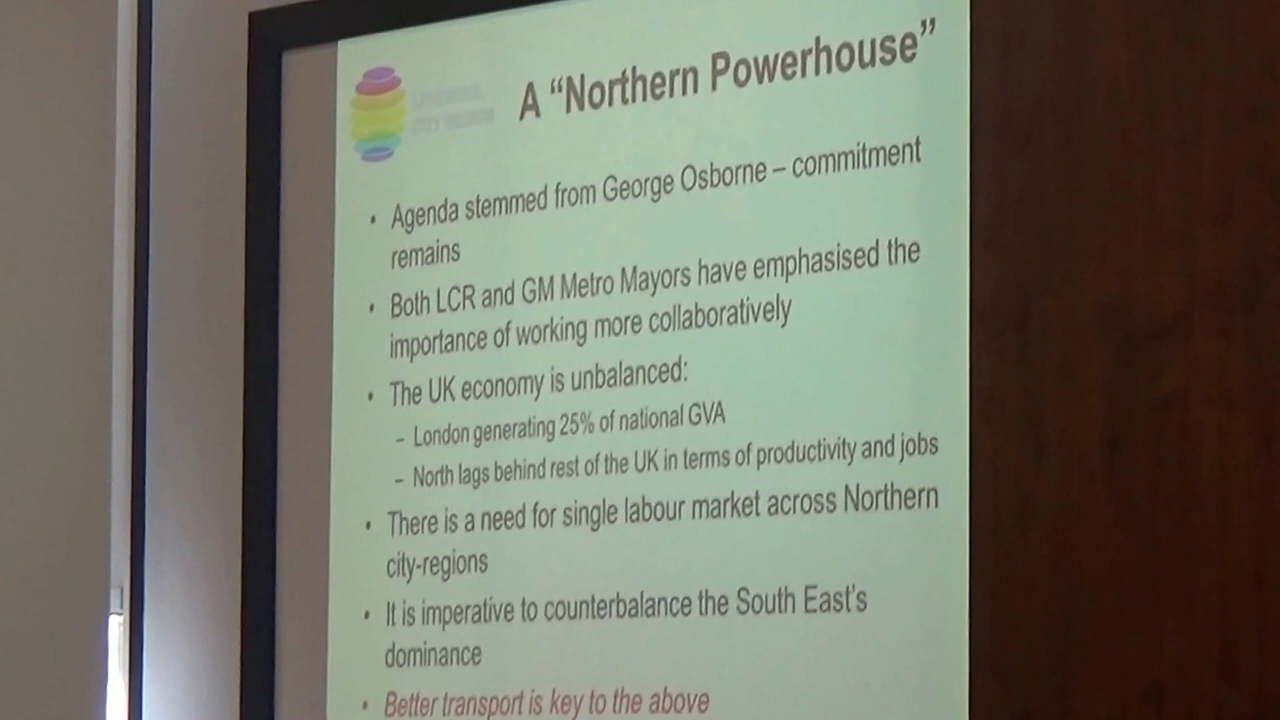 A “Northern Powerhouse”
• Agenda stemmed from George Osborne – commitment
remains
• Both LCR and GM Metro Mayors have emphasised the
importance of working more collaboratively
• The UK economy is unbalanced:
– London generating 25% of national GVA
– North lags behind rest of the UK in terms of productivity and jobs
• There is a need for single labour market across Northern
city-regions
• It is imperative to counterbalance the South East's
dominance
• Better transport is key to the above